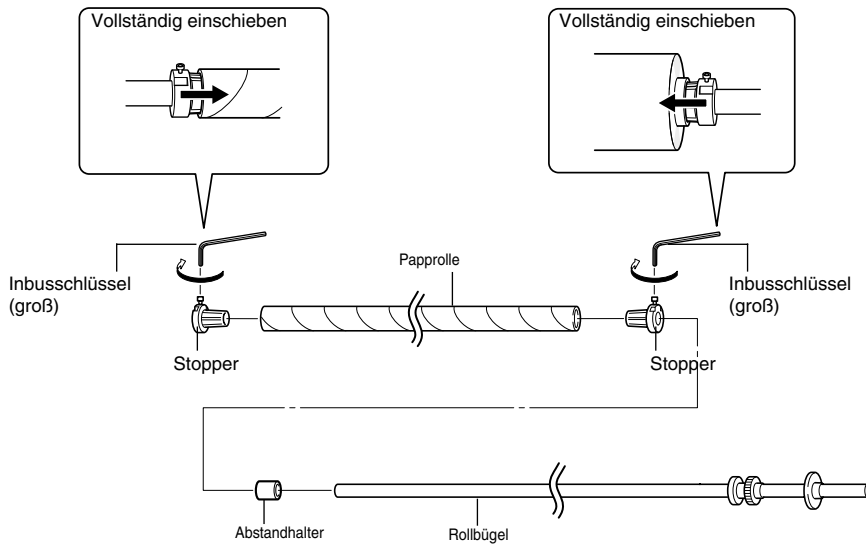 Vollständig einschieben
Vollständig einschieben
Inbusschlüssel
(groß)
Papprolle
Inbusschlüssel
(groß)
Stopper
Stopper
Abstandhalter
Rollbügel